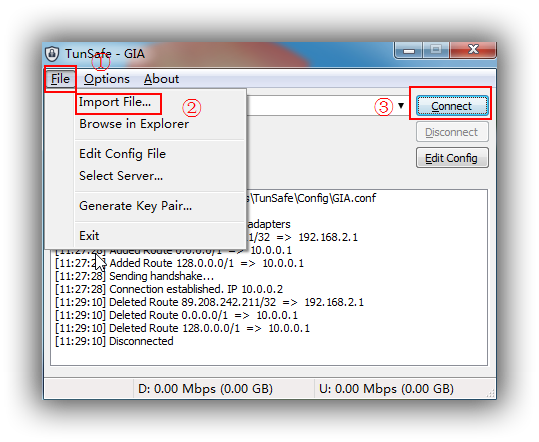 TunSafe - GIA
①
File Options About
Import File...
②
③
Connect
Browse in Explorer
Disconnect
Edit Config File
Edit Config
Select Server...
Generate Key Pair...
Exit
s\TunSafe\Config\GIA.conf
adapters
1/32 => 192.168.2.1
[11:27:28] Added Route 0.0.0.0/1 => 10.0.0.1
[11:27:2 Added Route 128.0.0.0/1 => 10.0.0.1
[11:27:28] Sending handshake...
[11:27:28] Connection established. IP 10.0.0.2
[11:29:10] Deleted Route 89.208.242.211/32 => 192.168.2.1
[11:29:10] Deleted Route 0.0.0.0/1 => 10.0.0.1
[11:29:10] Deleted Route 128.0.0.0/1 => 10.0.0.1
[11:29:10] Disconnected
D: 0.00 Mbps (0.00 GB) U: 0.00 Mbps (0.00 GB)